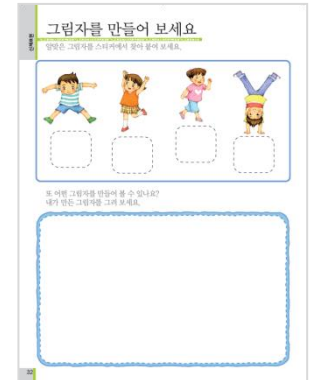 그림자를 만들어 보세요
알맞은 그림자를 스티커에서 찾아 붙여 보세요.
또 어떤 그림자를 만들어 볼 수 있나요?
내가 만든 그림자를 그려 보세요.
32